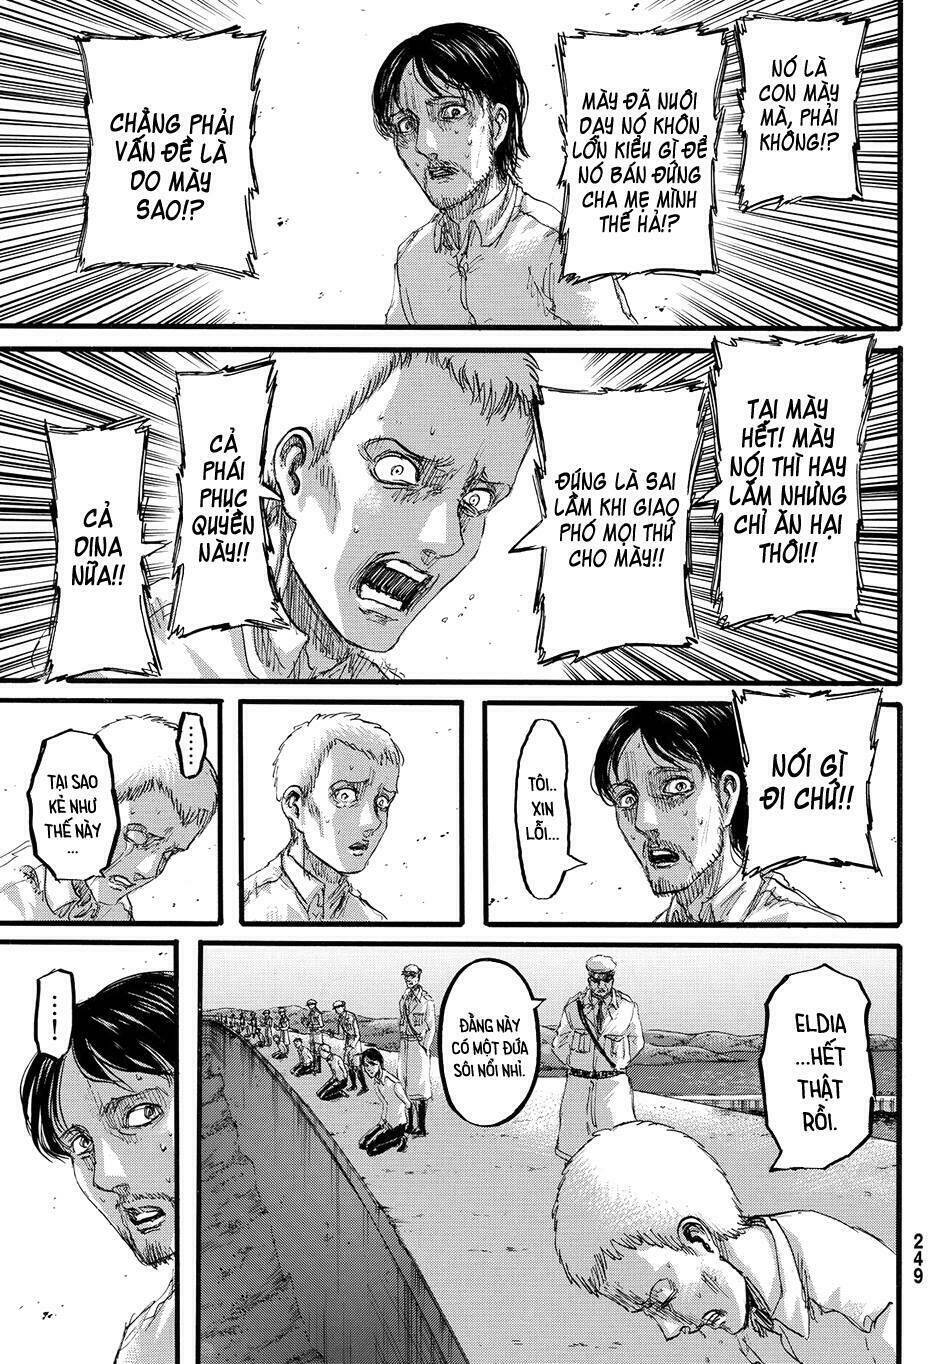 NÓ LÀ
CON MÀY
MÀ, PHẢI
KHÔNG!?
MÀY ĐÃ NUÔI
DẠY NÓ KHÔN
LỚN KIỂU GÌ ĐỂ
NÓ BÁN ĐỨNG
CHA MẸ MÌNH
THẾ HẢ!?
CHẲNG PHẢI
VẤN ĐỀ LÀ
DO MÀY
SAO!?
TẠI MÀY
HẾT! MÀY
NÓI THÌ HAY
LẮM NHƯNG
CHỈ ĂN HẠI
THÔI!!
ĐÚNG LÀ SAI
LẦM KHI GIAO
PHÓ MỌI THỨ
CHO MÀY!!
CẢ
PHÁI
PHỤC
QUYỀN
NÀY!!
CẢ
DINA
NỮA!!
NÓI GÌ
ĐI CHỨ!!
TÔI..
XIN
LỖI...
......
TẠI SAO
KẺ NHƯ
THẾ NÀY
...
ELDIA
...HẾT
THẬT
RỒI.
ĐẰNG NÀY
CÓ MỘT ĐỨA
SÔI NỔI NHỈ.
....!
249